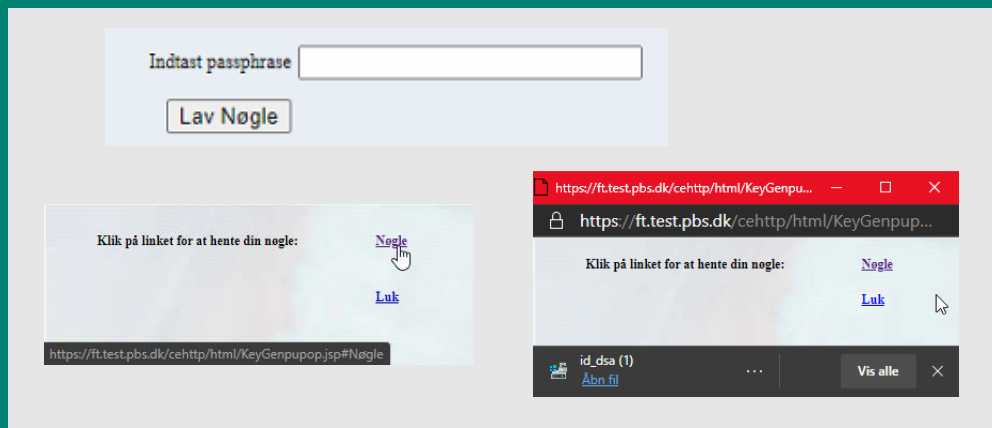 Indtast passphrase
Lav Nøgle
Klik på linket for at hente din nøgle: Nøgle
Luk
https://ft.test.pbs.dk/cehttp/html/KeyGenpupop.jsp#Nøgle
https://ft.test.pbs.dk/cehttp/html/KeyGenpu...
https://ft.test.pbs.dk/cehttp/html/KeyGenpup...
Klik på linket for at hente din nøgle: Nøgle
Luk
id_dsa (1)
Åbn fil
Vis alle